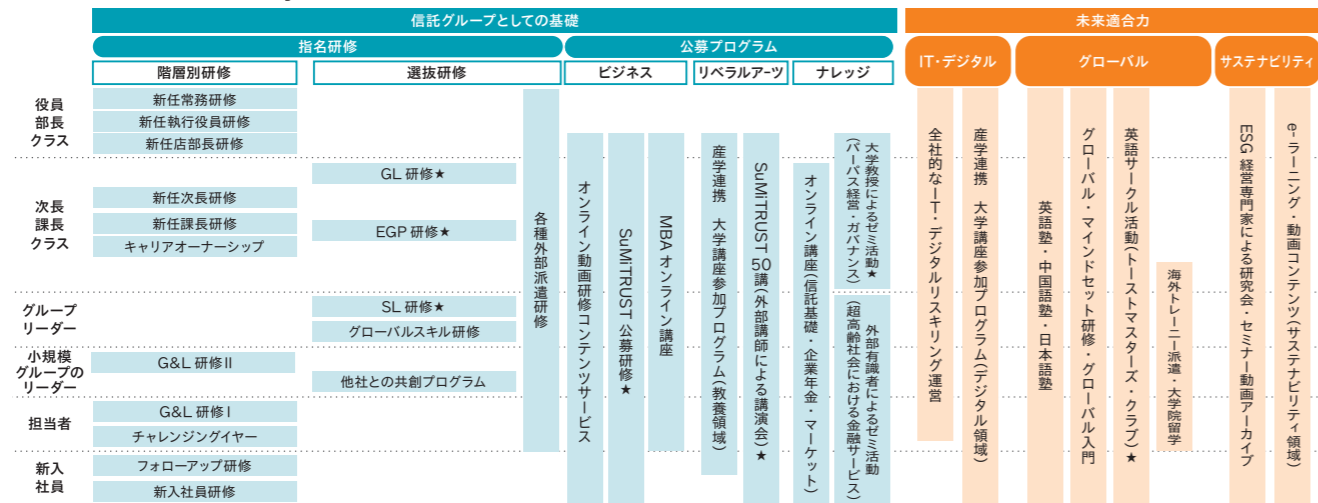 信託グループとしての基礎
未来適合力
指名研修
公募プログラム
IT・デジタル
グローバル
サステナビリティ
階層別研修
選抜研修
ビジネス
リベラルアーツ
ナレッジ
役員
部長
クラス
新任常務研修
新任執行役員研修
新任店部長研修
次長
課長
クラス
新任次長研修
新任課長研修
キャリアオーナーシップ
グループ
リーダー
小規模
グループの
リーダー
G&L 研修II
担当者
G&L 研修I
チャレンジングイヤー
新入
社員
フォローアップ研修
新入社員研修
GL 研修★
EGP 研修★
SL 研修★
グローバルスキル研修
他社との共創プログラム
各種外部派遣研修
オンライン動画研修コンテンツサービス
SuMiTRUST 公募研修★
MBA オンライン講座
産学連携 大学講座参加プログラム(教養領域)
SuMiTRUST 50講(外部講師による講演会)★
オンライン講座(信託基礎・企業年金・マーケット)
大学教授によるゼミ活動★
(パーパス経営・ガバナンス)
外部有識者によるゼミ活動
(超高齢社会における金融サービス)
全社的なIT・デジタルリスキリング運営
産学連携 大学講座参加プログラム(デジタル領域)
英語塾・中国語塾・日本語塾
グローバル・マインドセット研修・グローバル入門
英語サークル活動(トーストマスターズ・クラブ)★
海外トレーニー派遣・大学院留学
ESG 経営専門家による研究会・セミナー動画アーカイブ
e-ラーニング・動画コンテンツ(サステナビリティ領域)